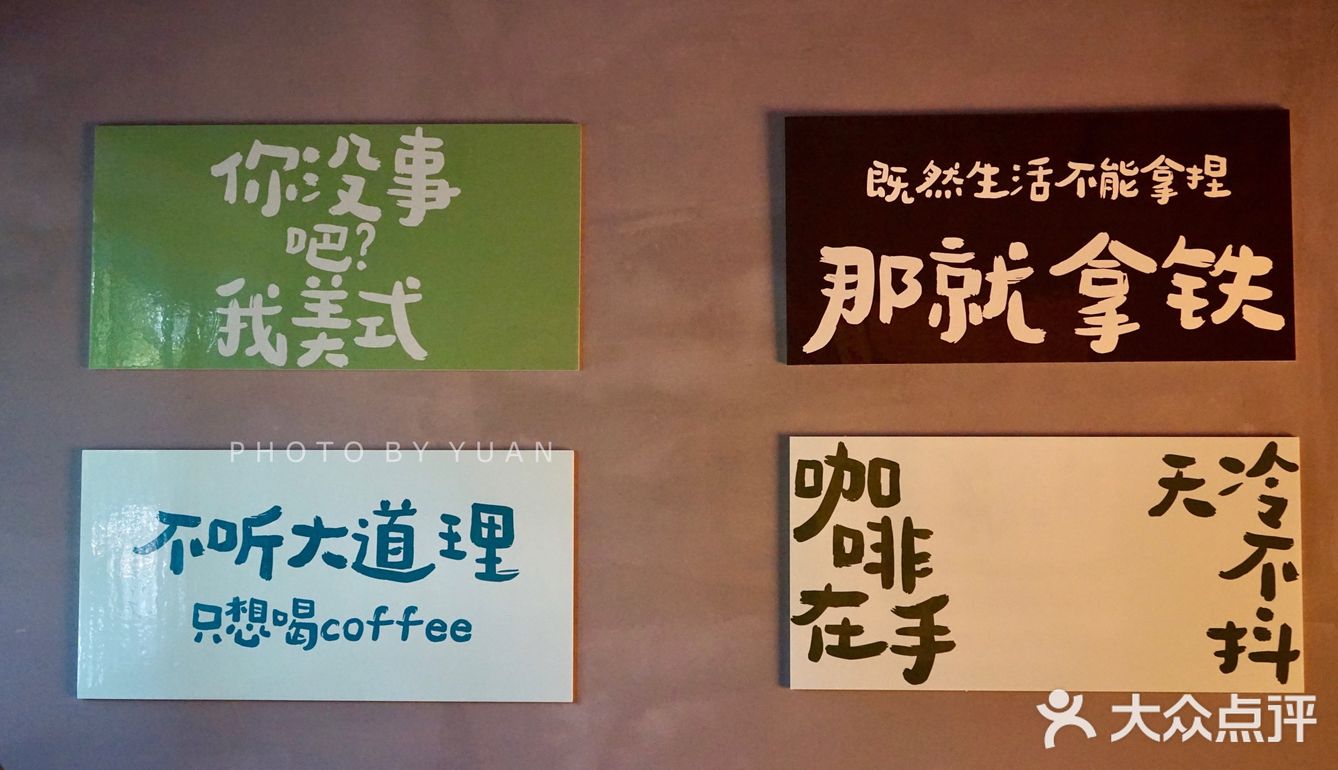 你没事
吧?
我美式
既然生活不能拿捏
那就拿铁
PHOTO BY YUAN
不听大道理
只想喝coffee
咖
啡
在手
天冷
不
抖
大众点评